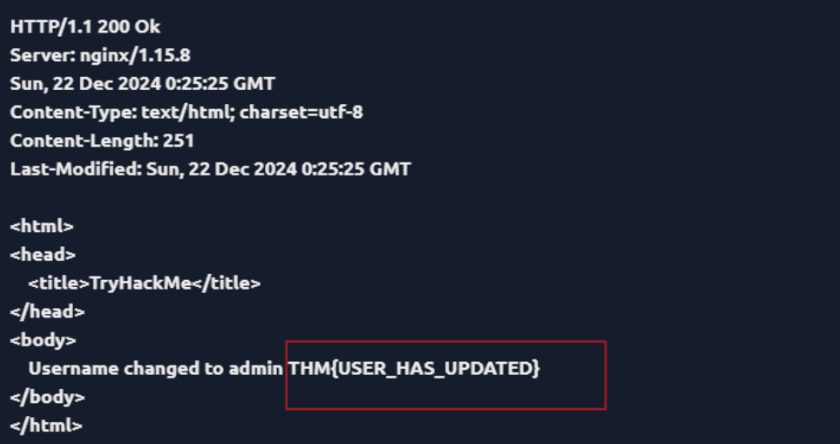 HTTP/1.1 200 Ok
Server: nginx/1.15.8
Sun, 22 Dec 2024 0:25:25 GMT
Content-Type: text/html; charset=utf-8
Content-Length: 251
Last-Modified: Sun, 22 Dec 2024 0:25:25 GMT
<html>
<head>
<title>TryHackMe</title>
</head>
<body>
Username changed to admin THM{USER_HAS_UPDATED}
</body>
</html>